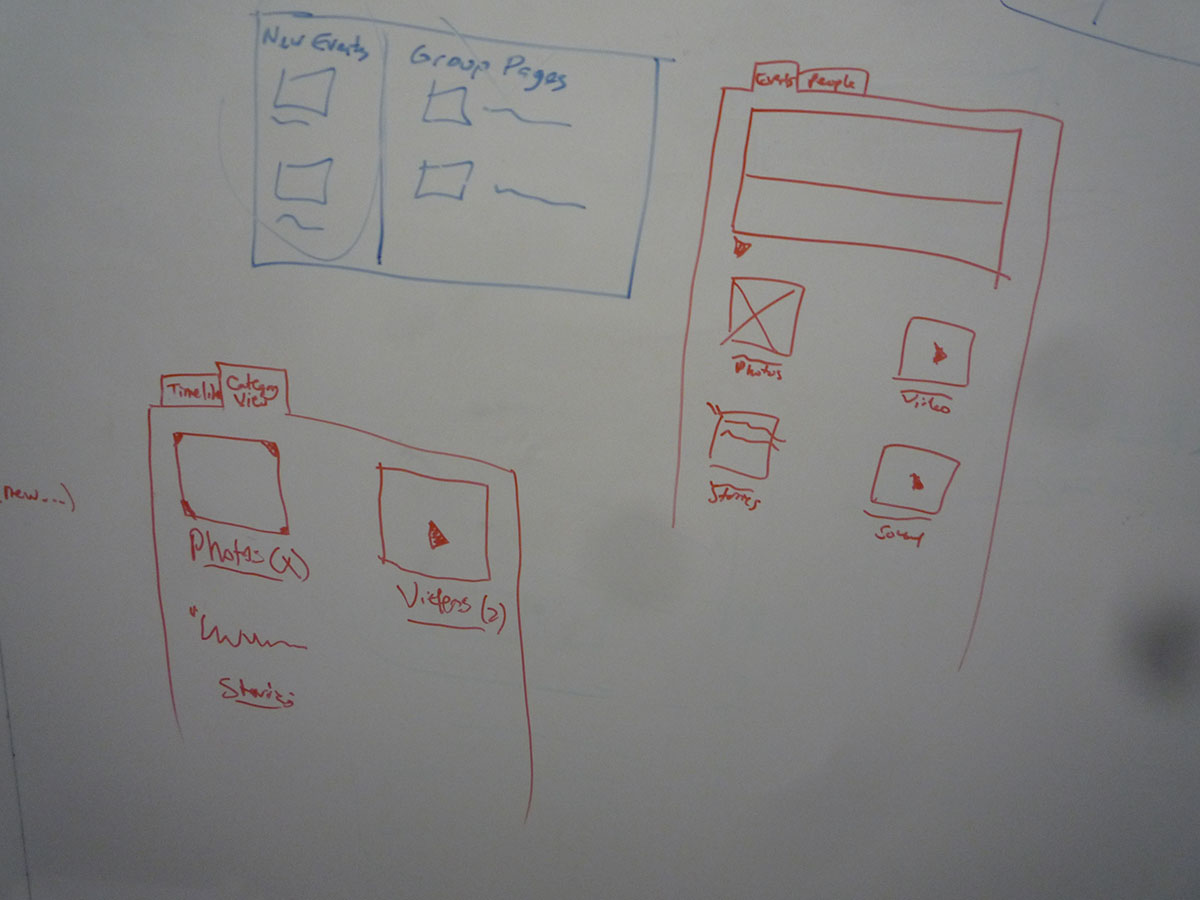 New Events
Group Pages
Events
People
Photos
Video
Stories
Sound
Timeline
Category
View
Photos (x)
Videos (2)
Stories
new...)